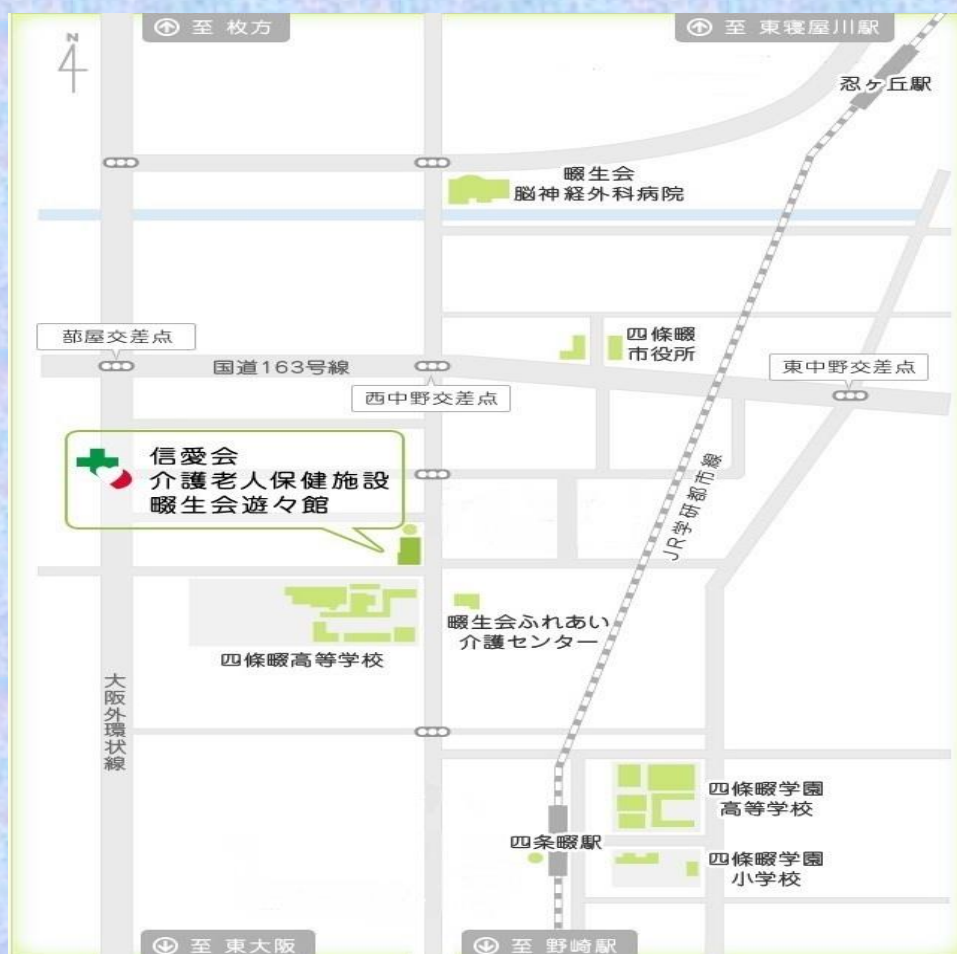 至 枚方
至 東寝屋川駅
N
忍ヶ丘駅
畷生会
脳神経外科病院
蔀屋交差点
国道163号線
西中野交差点
四條畷
市役所
東中野交差点
信愛会
介護老人保健施設
畷生会遊々館
JR学研都市線
畷生会ふれあい
介護センター
四條畷高等学校
大阪外環状線
四條畷学園
高等学校
四条畷駅
四條畷学園
小学校
至 東大阪
至 野崎駅